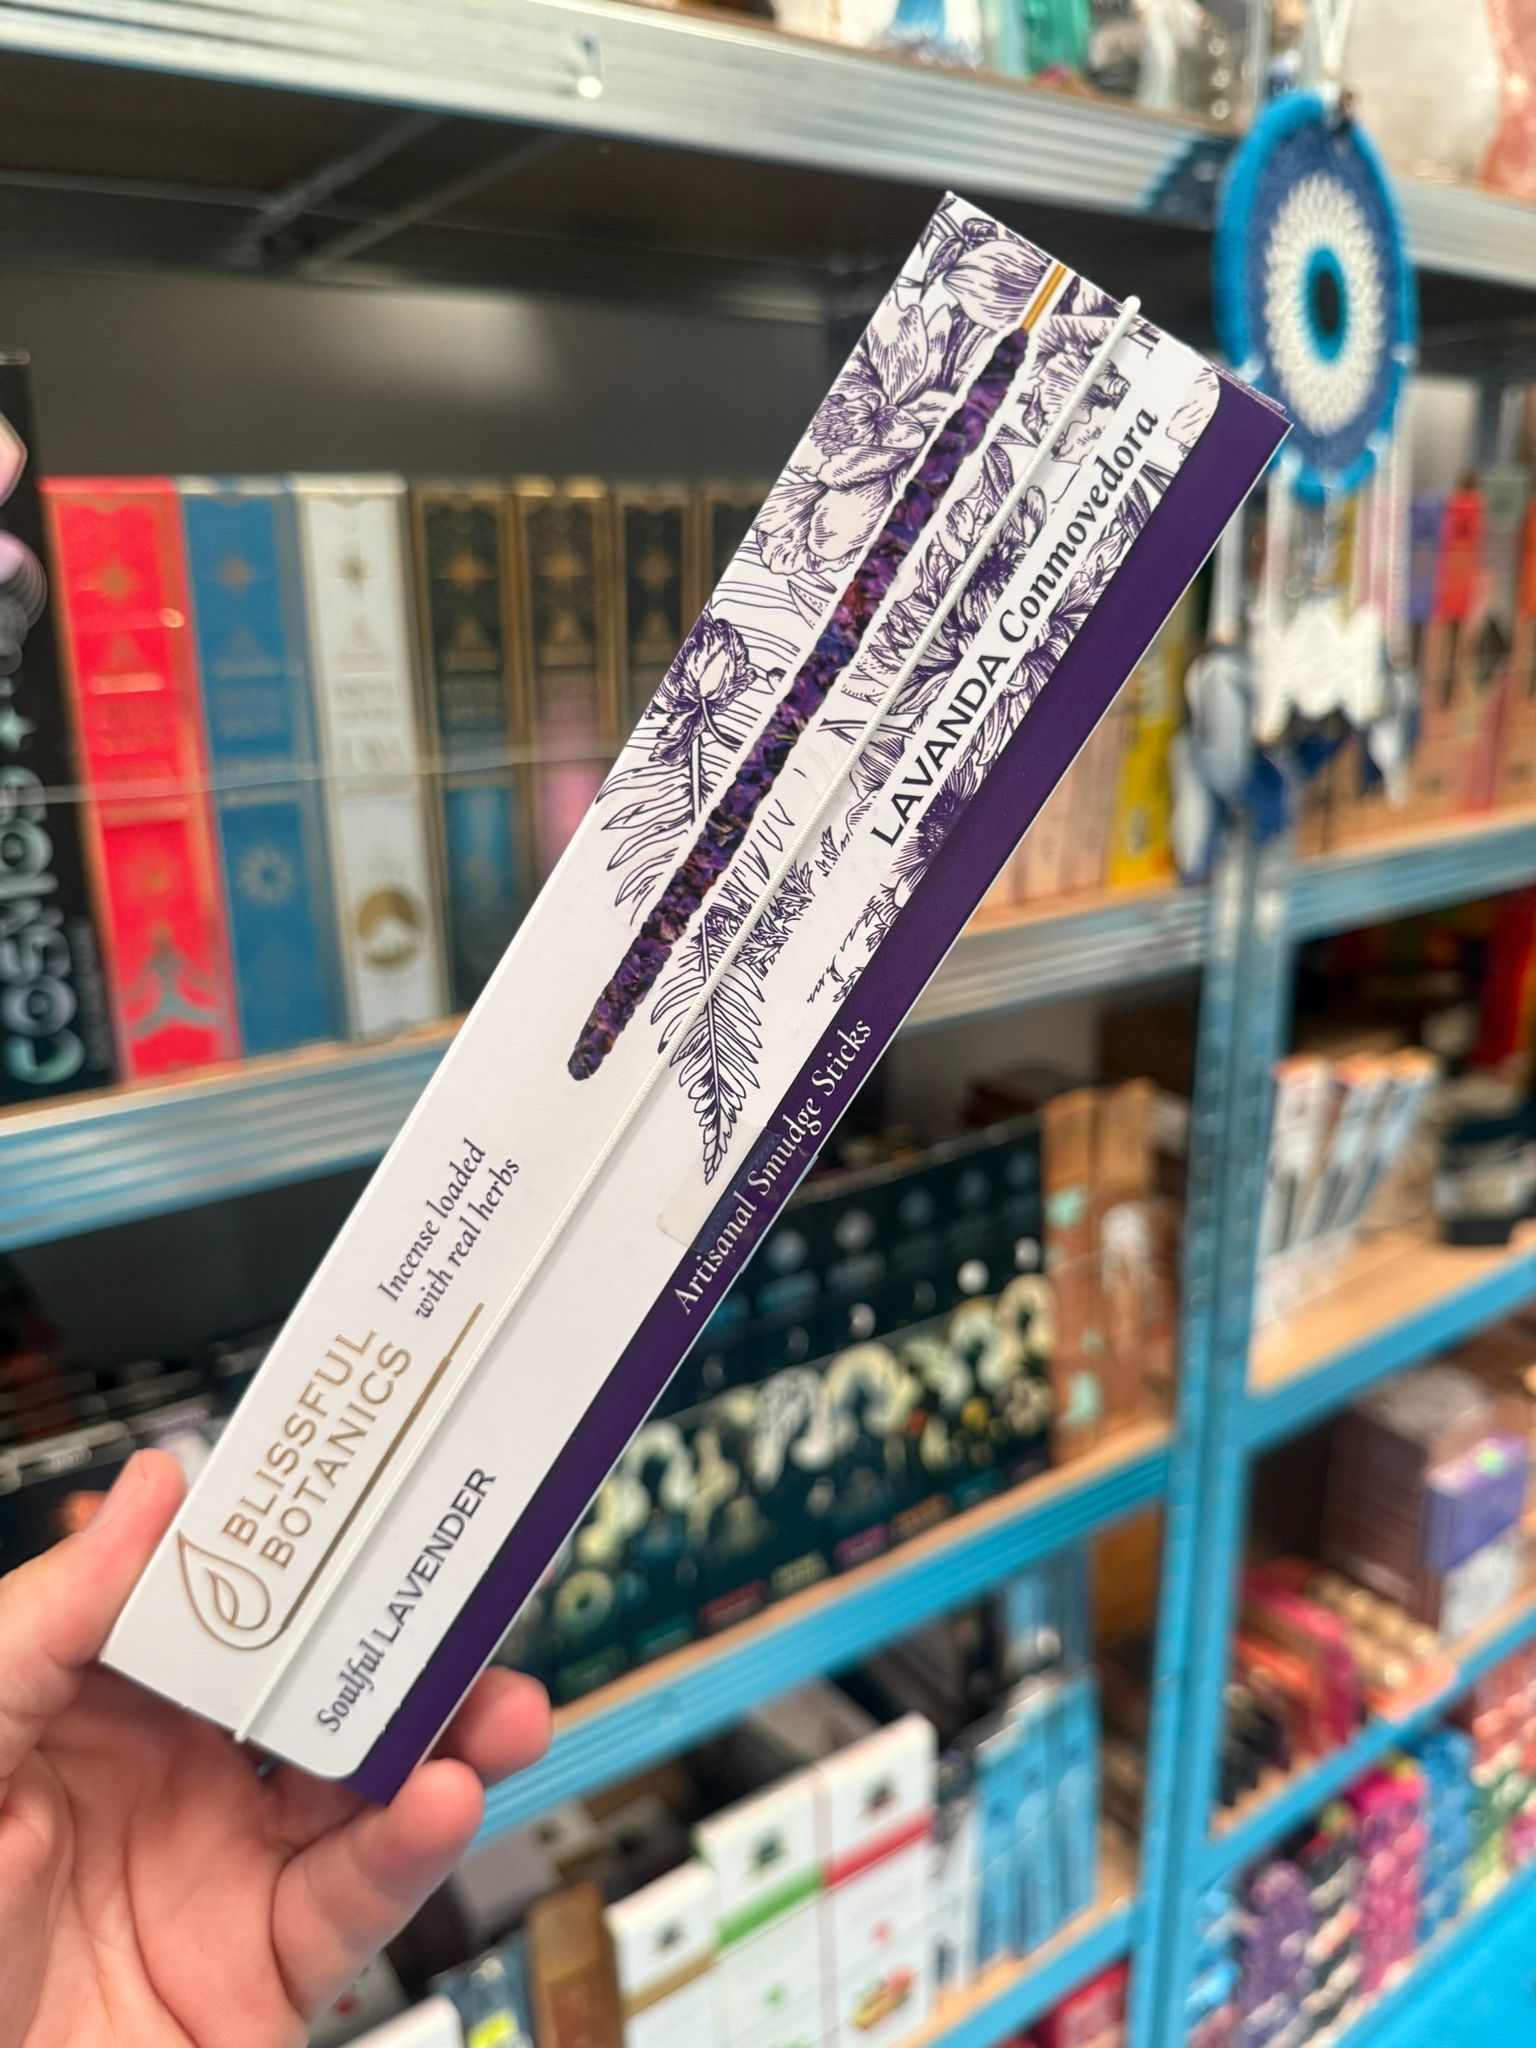 BLISSFUL
BOTANICS
Incense loaded
with real herbs
Soulful LAVENDER
LAVANDA Conmovedora
Artisanal Smudge Sticks
COSMOS